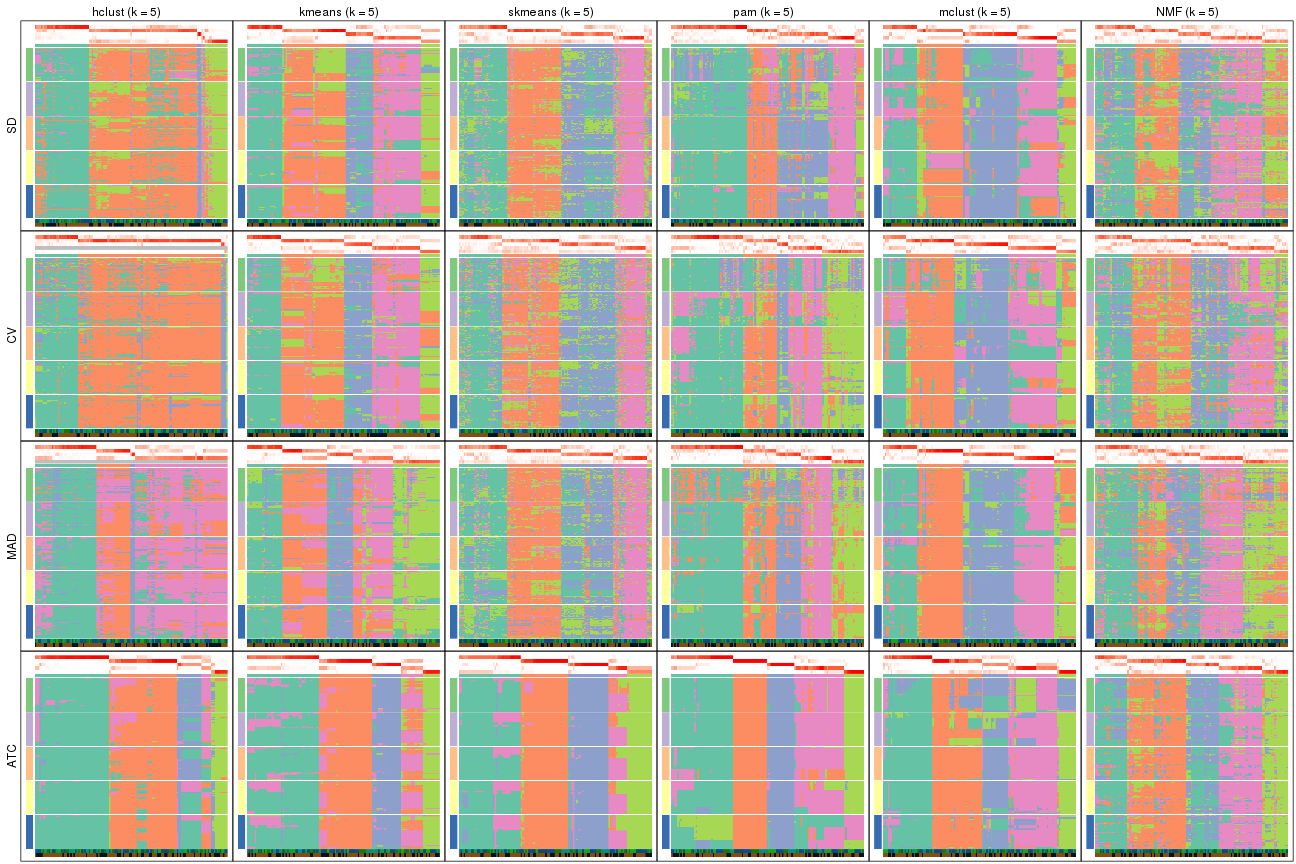 hclust (k = 5) kmeans (k = 5) skmeans (k = 5) pam (k = 5) mclust (k = 5) NMF (k = 5)
SD
CV
MAD
ATC